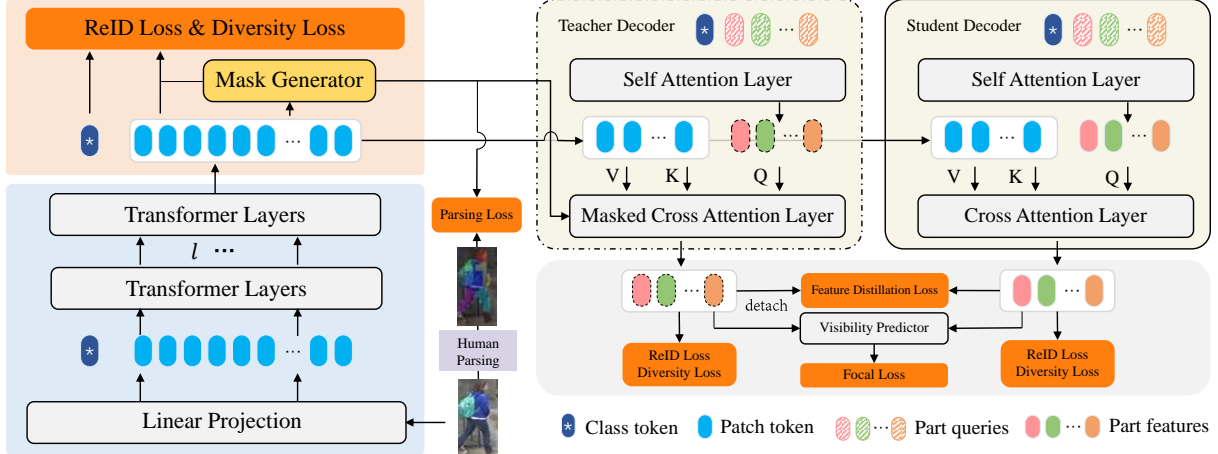 ReID Loss & Diversity Loss
Mask Generator
*
...
Transformer Layers
l ...
Transformer Layers
*
...
Linear Projection
Parsing Loss
Human
Parsing
Teacher Decoder
*
...
Self Attention Layer
...
...
V
K
Q
Masked Cross Attention Layer
Student Decoder
*
...
Self Attention Layer
...
...
V
K
Q
Cross Attention Layer
...
detach
Feature Distillation Loss
...
Visibility Predictor
ReID Loss
Diversity Loss
Focal Loss
ReID Loss
Diversity Loss
* Class token
Patch token
... Part queries
... Part features